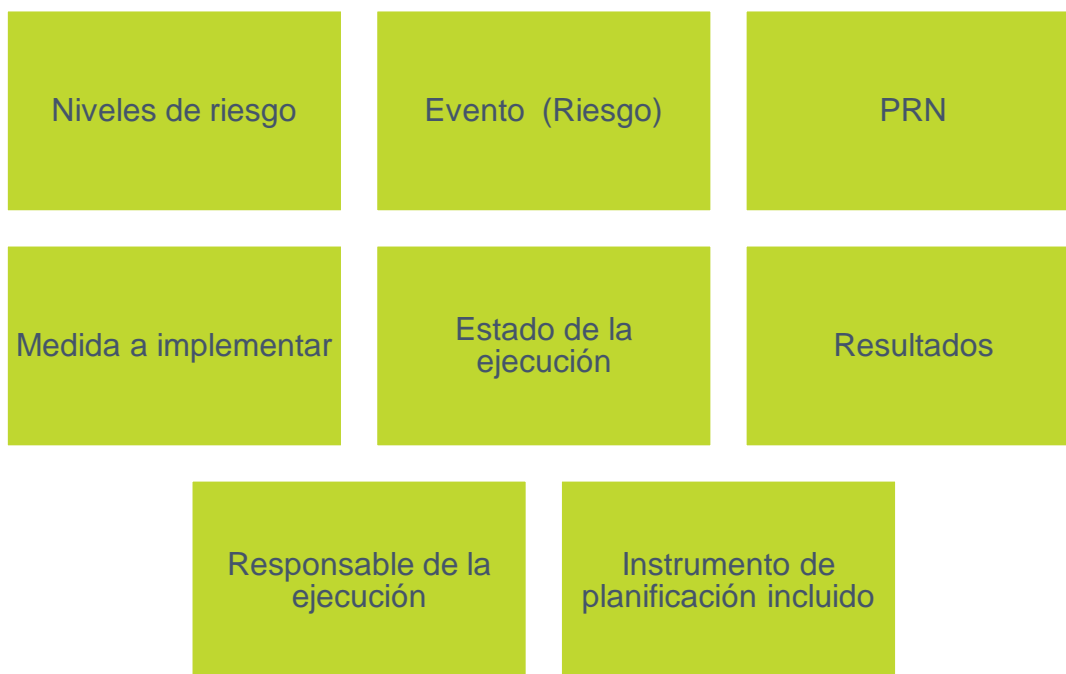 Niveles de riesgo
Evento (Riesgo)
PRN
Medida a implementar
Estado de la
ejecución
Resultados
Responsable de la
ejecución
Instrumento de
planificación incluido